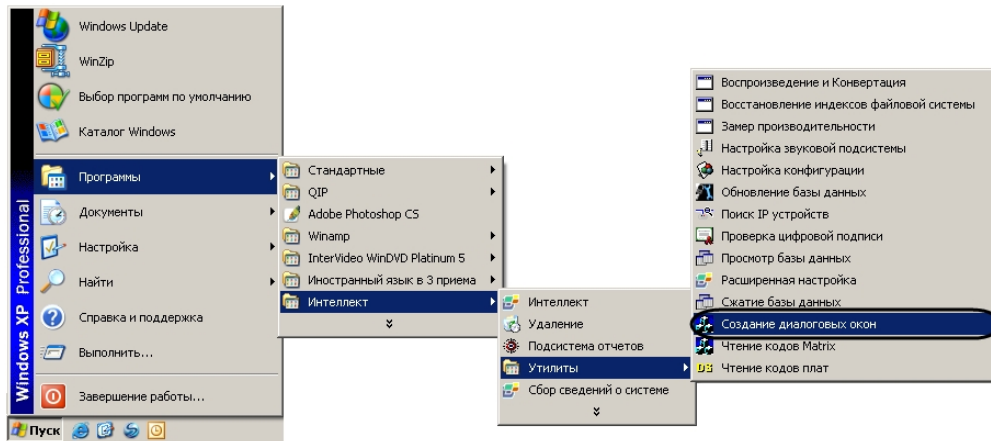 Windows Update
WinZip
Выбор программ по умолчанию
Каталог Windows
Программы
Документы
Настройка
Найти
Справка и поддержка
Выполнить...
Завершение работы...
Windows XP Professional
Пуск
Стандартные
QIP
Adobe Photoshop CS
Winamp
InterVideo WinDVD Platinum 5
Иностранный язык в 3 приема
Интеллект
Интеллект
Удаление
Подсистема отчетов
Утилиты
Сбор сведений о системе
Воспроизведение и Конвертация
Восстановление индексов файловой системы
Замер производительности
Настройка звуковой подсистемы
Настройка конфигурации
Обновление базы данных
Поиск IP устройств
Проверка цифровой подписи
Просмотр базы данных
Расширенная настройка
Сжатие базы данных
Создание диалоговых окон
Чтение кодов Matrix
DS Чтение кодов плат